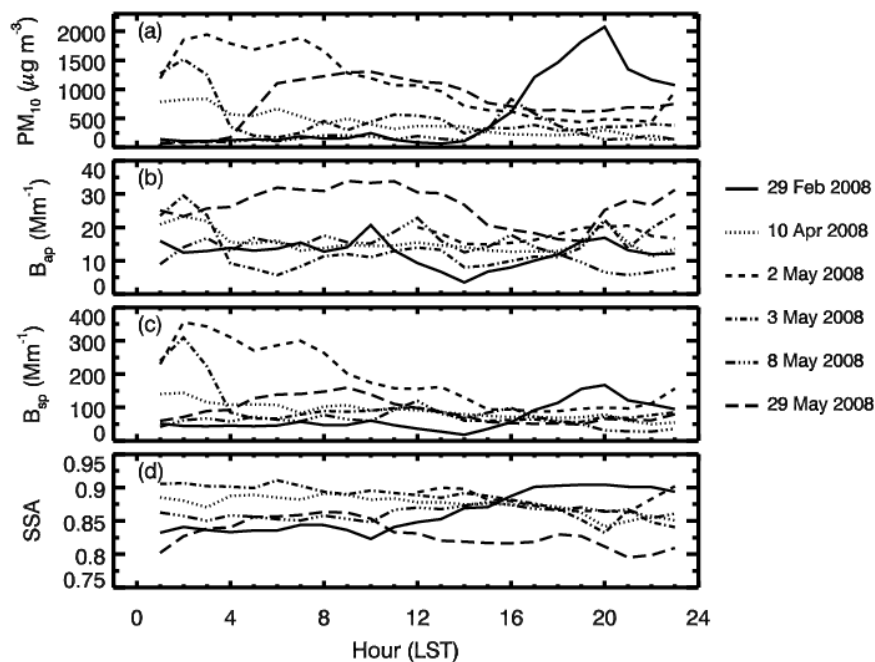 (a)
PM10 (µg m-3)
2000
1500
1000
500
0
(b)
Bap (Mm-1)
40
30
20
10
0
(c)
Bsp (Mm-1)
400
300
200
100
0
(d)
SSA
0.95
0.9
0.85
0.8
0.75
0 4 8 12 16 20 24
Hour (LST)
29 Feb 2008
10 Apr 2008
2 May 2008
3 May 2008
8 May 2008
29 May 2008